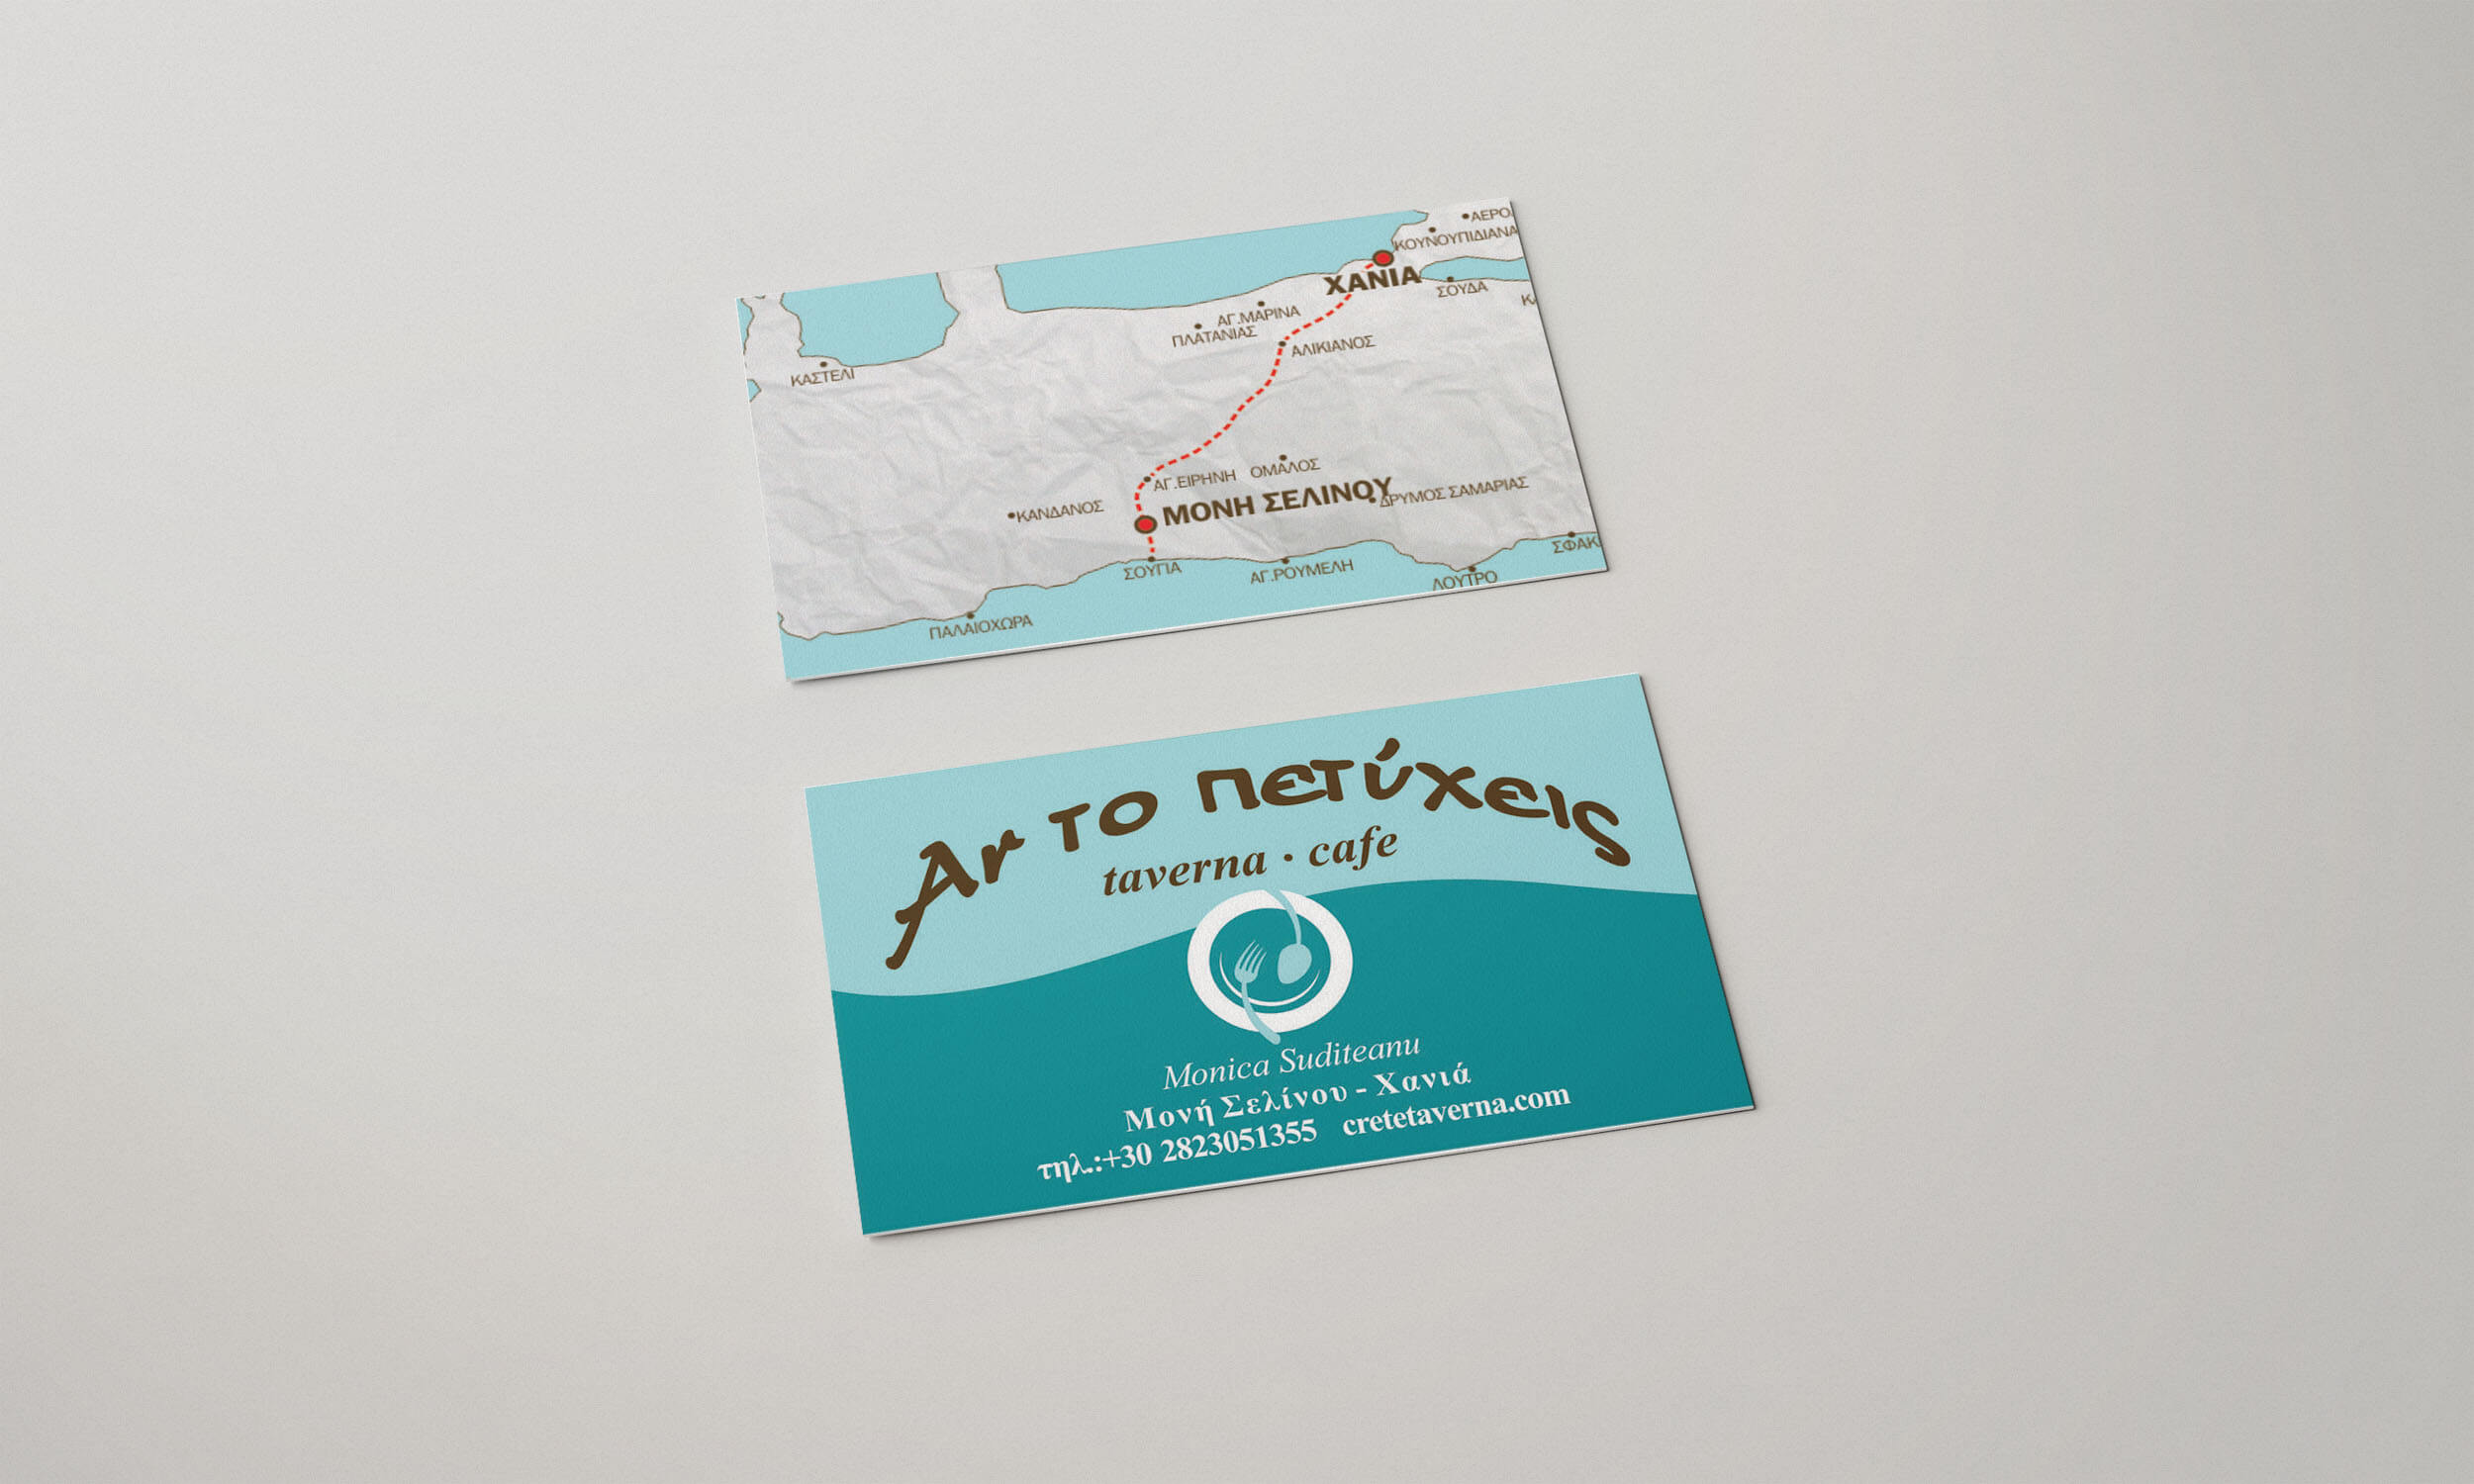 ΑΕΡΟ
ΚΟΥΝΟΥΠΙΔΙΑΝΑ
ΧΑΝΙΑ
ΣΟΥΔΑ
ΑΓ.ΜΑΡΙΝΑ
ΠΛΑΤΑΝΙΑΣ
ΑΛΙΚΙΑΝΟΣ
ΚΑΣΤΕΛΙ
ΑΓ.ΕΙΡΗΝΗ
ΟΜΑΛΟΣ
ΜΟΝΗ ΣΕΛΙΝΟΥ
ΔΡΥΜΟΣ ΣΑΜΑΡΙΑΣ
ΚΑΝΔΑΝΟΣ
ΣΦΑΚ
ΣΟΥΓΙΑ
ΑΓ.ΡΟΥΜΕΛΗ
ΛΟΥΤΡΟ
ΠΑΛΑΙΟΧΩΡΑ
Αν το πετύχεις
taverna · cafe
Monica Suditeanu
Μονή Σελίνου - Χανιά
τηλ.:+30 2823051355 cretetaverna.com